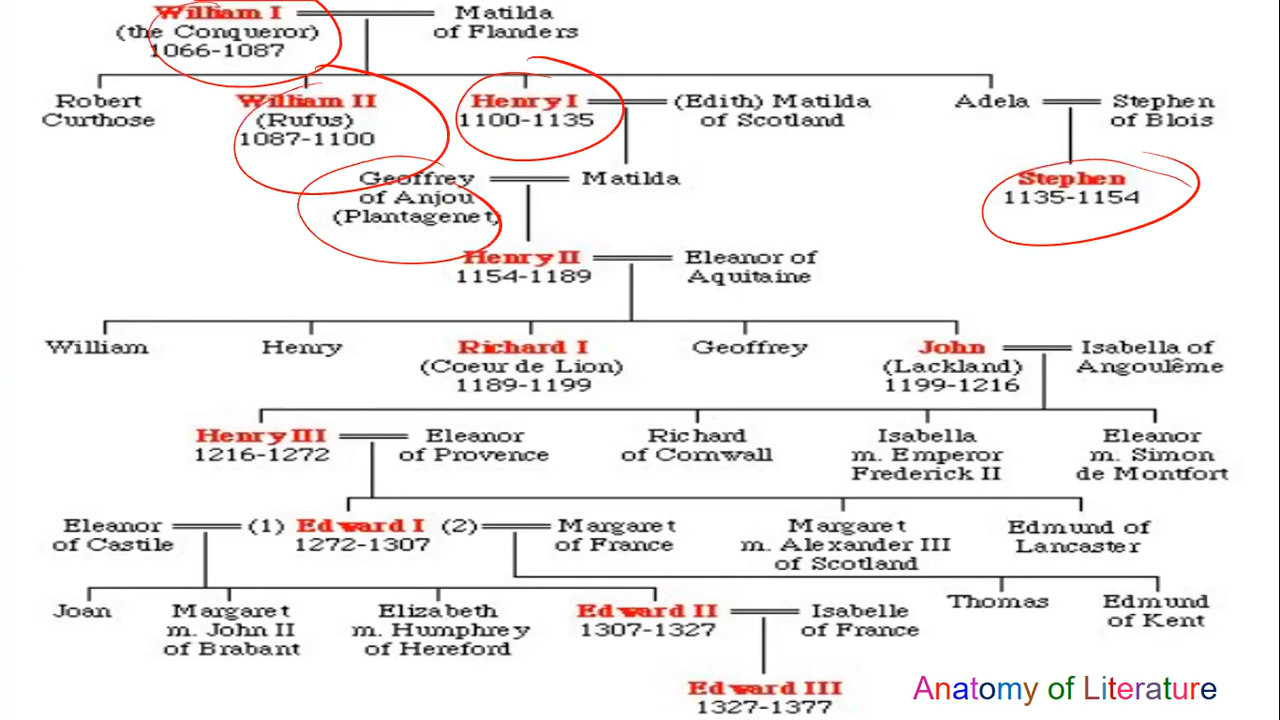 William I
Matilda
(the Conqueror)
of Flanders
1066-1087
Robert
Curthose
William II
(Rufus)
1087-1100
Henry I
1100-1135
(Edith) Matilda
of Scotland
Adela
Stephen
of Blois
Geoffrey
of Anjou
(Plantagenet)
Matilda
Stephen
1135-1154
Henry II
1154-1189
Eleanor of
Aquitaine
William
Henry
Richard I
(Coeur de Lion)
1189-1199
Geoffrey
John
(Lackland)
1199-1216
Isabella of
Angoulême
Henry III
1216-1272
Eleanor
of Provence
Richard
of Cornwall
Isabella
m. Emperor
Frederick II
Eleanor
m. Simon
de Montfort
Eleanor
of Castile
(1) Edward I (2)
1272-1307
Margaret
of France
Margaret
m. Alexander III
of Scotland
Edmund of
Lancaster
Joan
Margaret
m. John II
of Brabant
Elizabeth
m. Humphrey
of Hereford
Edward II
1307-1327
Isabelle
of France
Thomas
Edmund
of Kent
Edward III
1327-1377
Anatomy of Literature